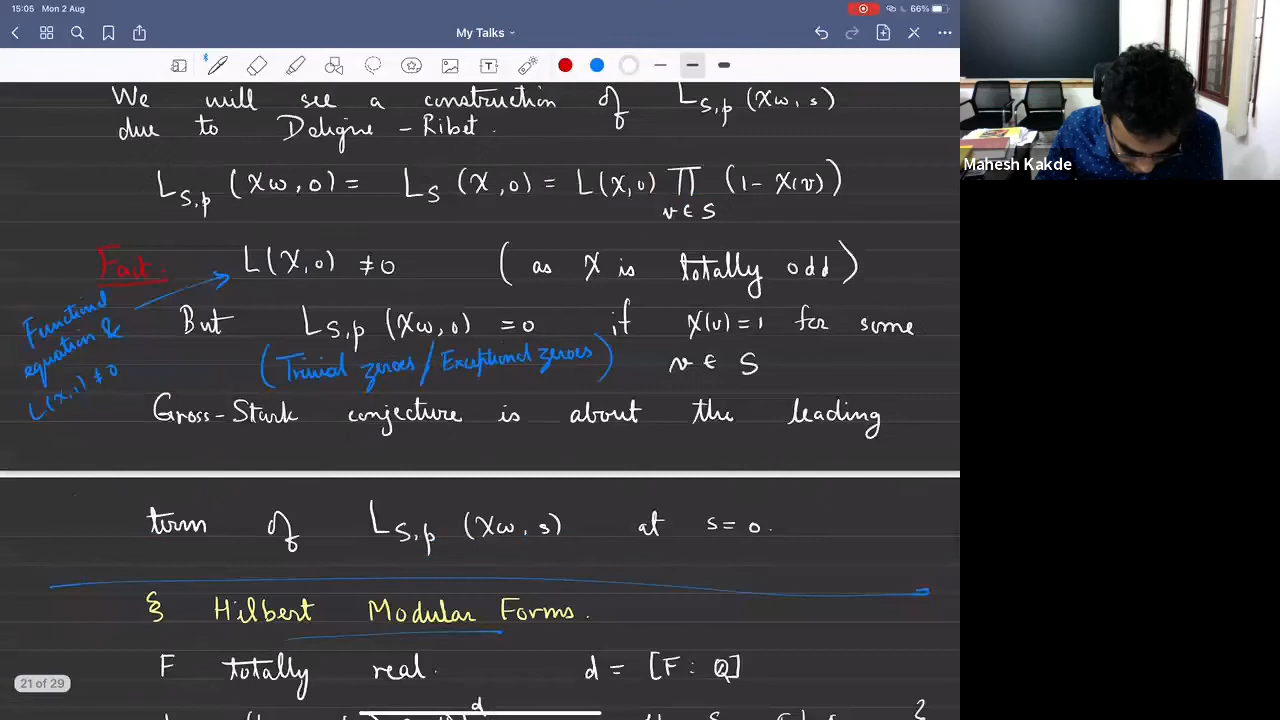 15:05 Mon 2 Aug
66%
My Talks
Mahesh Kakde
We will see a construction of L_{S,p}(χω, s)
due to Deligne - Ribet.
L_{S,p}(χω, 0) = L_S(χ, 0) = L(χ, 0) ∏_{v ∈ S} (1 - χ(v))
Fact. L(χ, 0) ≠ 0 (as χ is totally odd)
Functional equation & L(χ, 1) ≠ 0
But L_{S,p}(χω, 0) = 0 if χ(v) = 1 for some
v ∈ S
(Trivial zeroes / Exceptional zeroes)
Gross-Stark conjecture is about the leading
term of L_{S,p}(χω, s) at s = 0.
§ Hilbert Modular Forms.
F totally real. d = [F : Q]
21 of 29